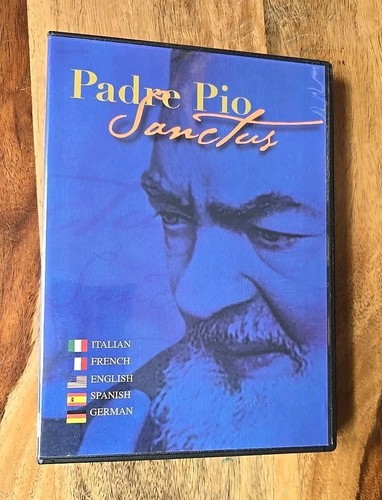 Padre Pio
Sanctus
ITALIAN
FRENCH
ENGLISH
SPANISH
GERMAN